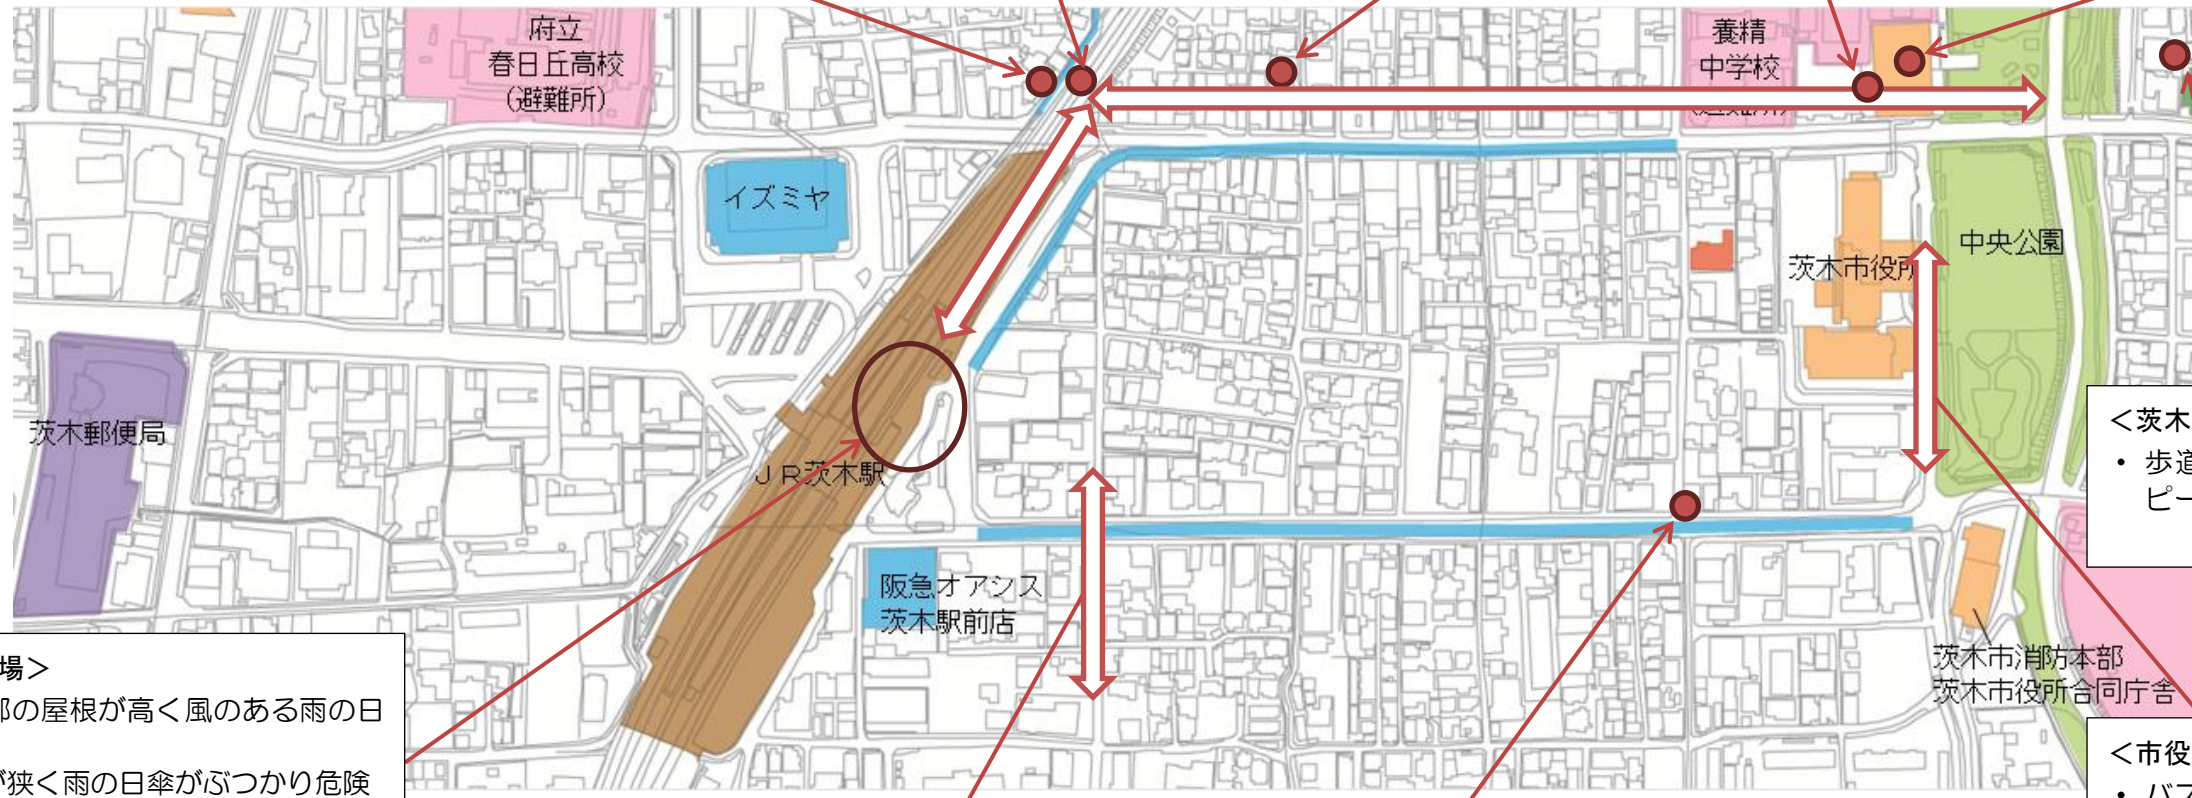 府立
春日丘高校
(避難所)
養精
中学校
イズミヤ
茨木市役所
中央公園
茨木郵便局
ＪＲ茨木駅
＜茨木
• 歩道
ピー
阪急オアシス
茨木駅前店
茨木市消防本部
茨木市役所合同庁舎
場＞
部の屋根が高く風のある雨の日
が狭く雨の日傘がぶつかり危険
＜市役
• バス